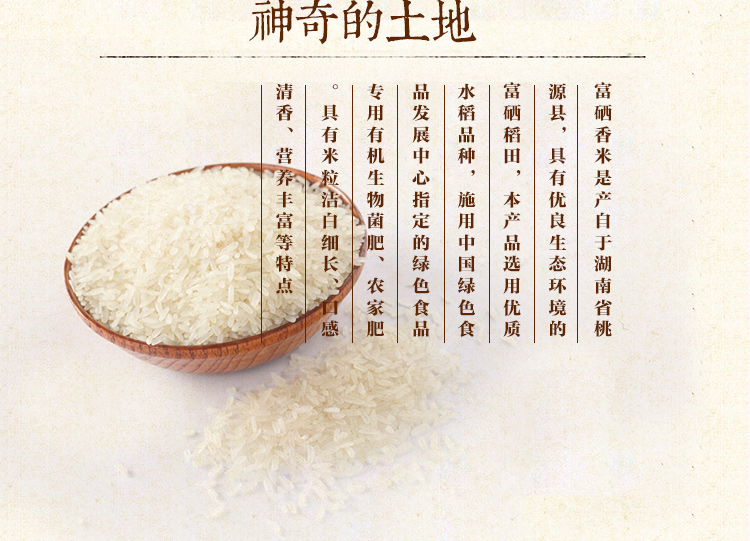 神奇的土地
富硒香米是产自于湖南省桃
源县，具有优良生态环境的
富硒稻田，本产品选用优质
水稻品种，施用中国绿色食
品发展中心指定的绿色食品
专用有机生物菌肥、农家肥
。具有米粒洁白细长、口感
清香、营养丰富等特点